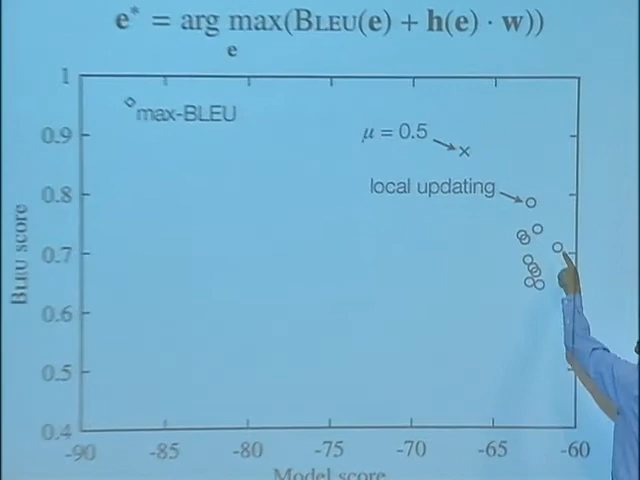 e* = arg max(BLEU(e) + h(e) · w))
e
1
max-BLEU
0.9
μ = 0.5
0.8
local updating
0.7
0.6
0.5
0.4
BLEU score
-90 -85 -80 -75 -70 -65 -60
Model score